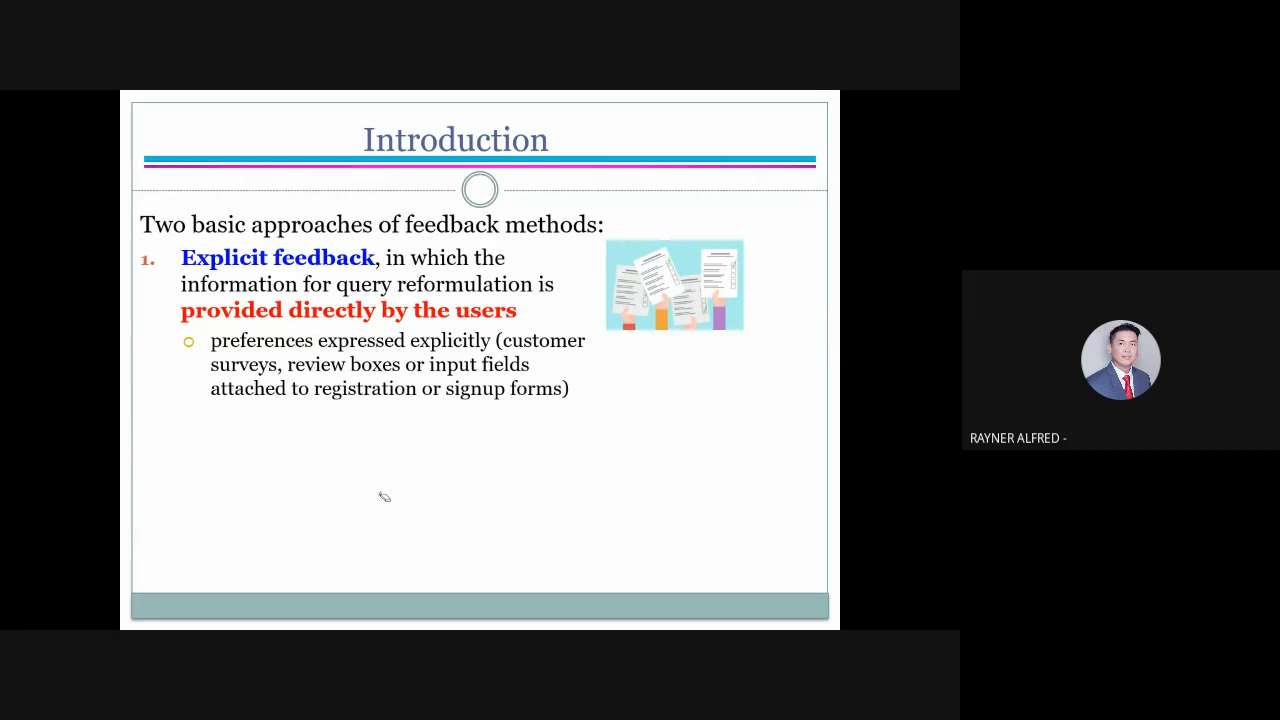 Introduction
Two basic approaches of feedback methods:
1. Explicit feedback, in which the
information for query reformulation is
provided directly by the users
preferences expressed explicitly (customer
surveys, review boxes or input fields
attached to registration or signup forms)
RAYNER ALFRED -